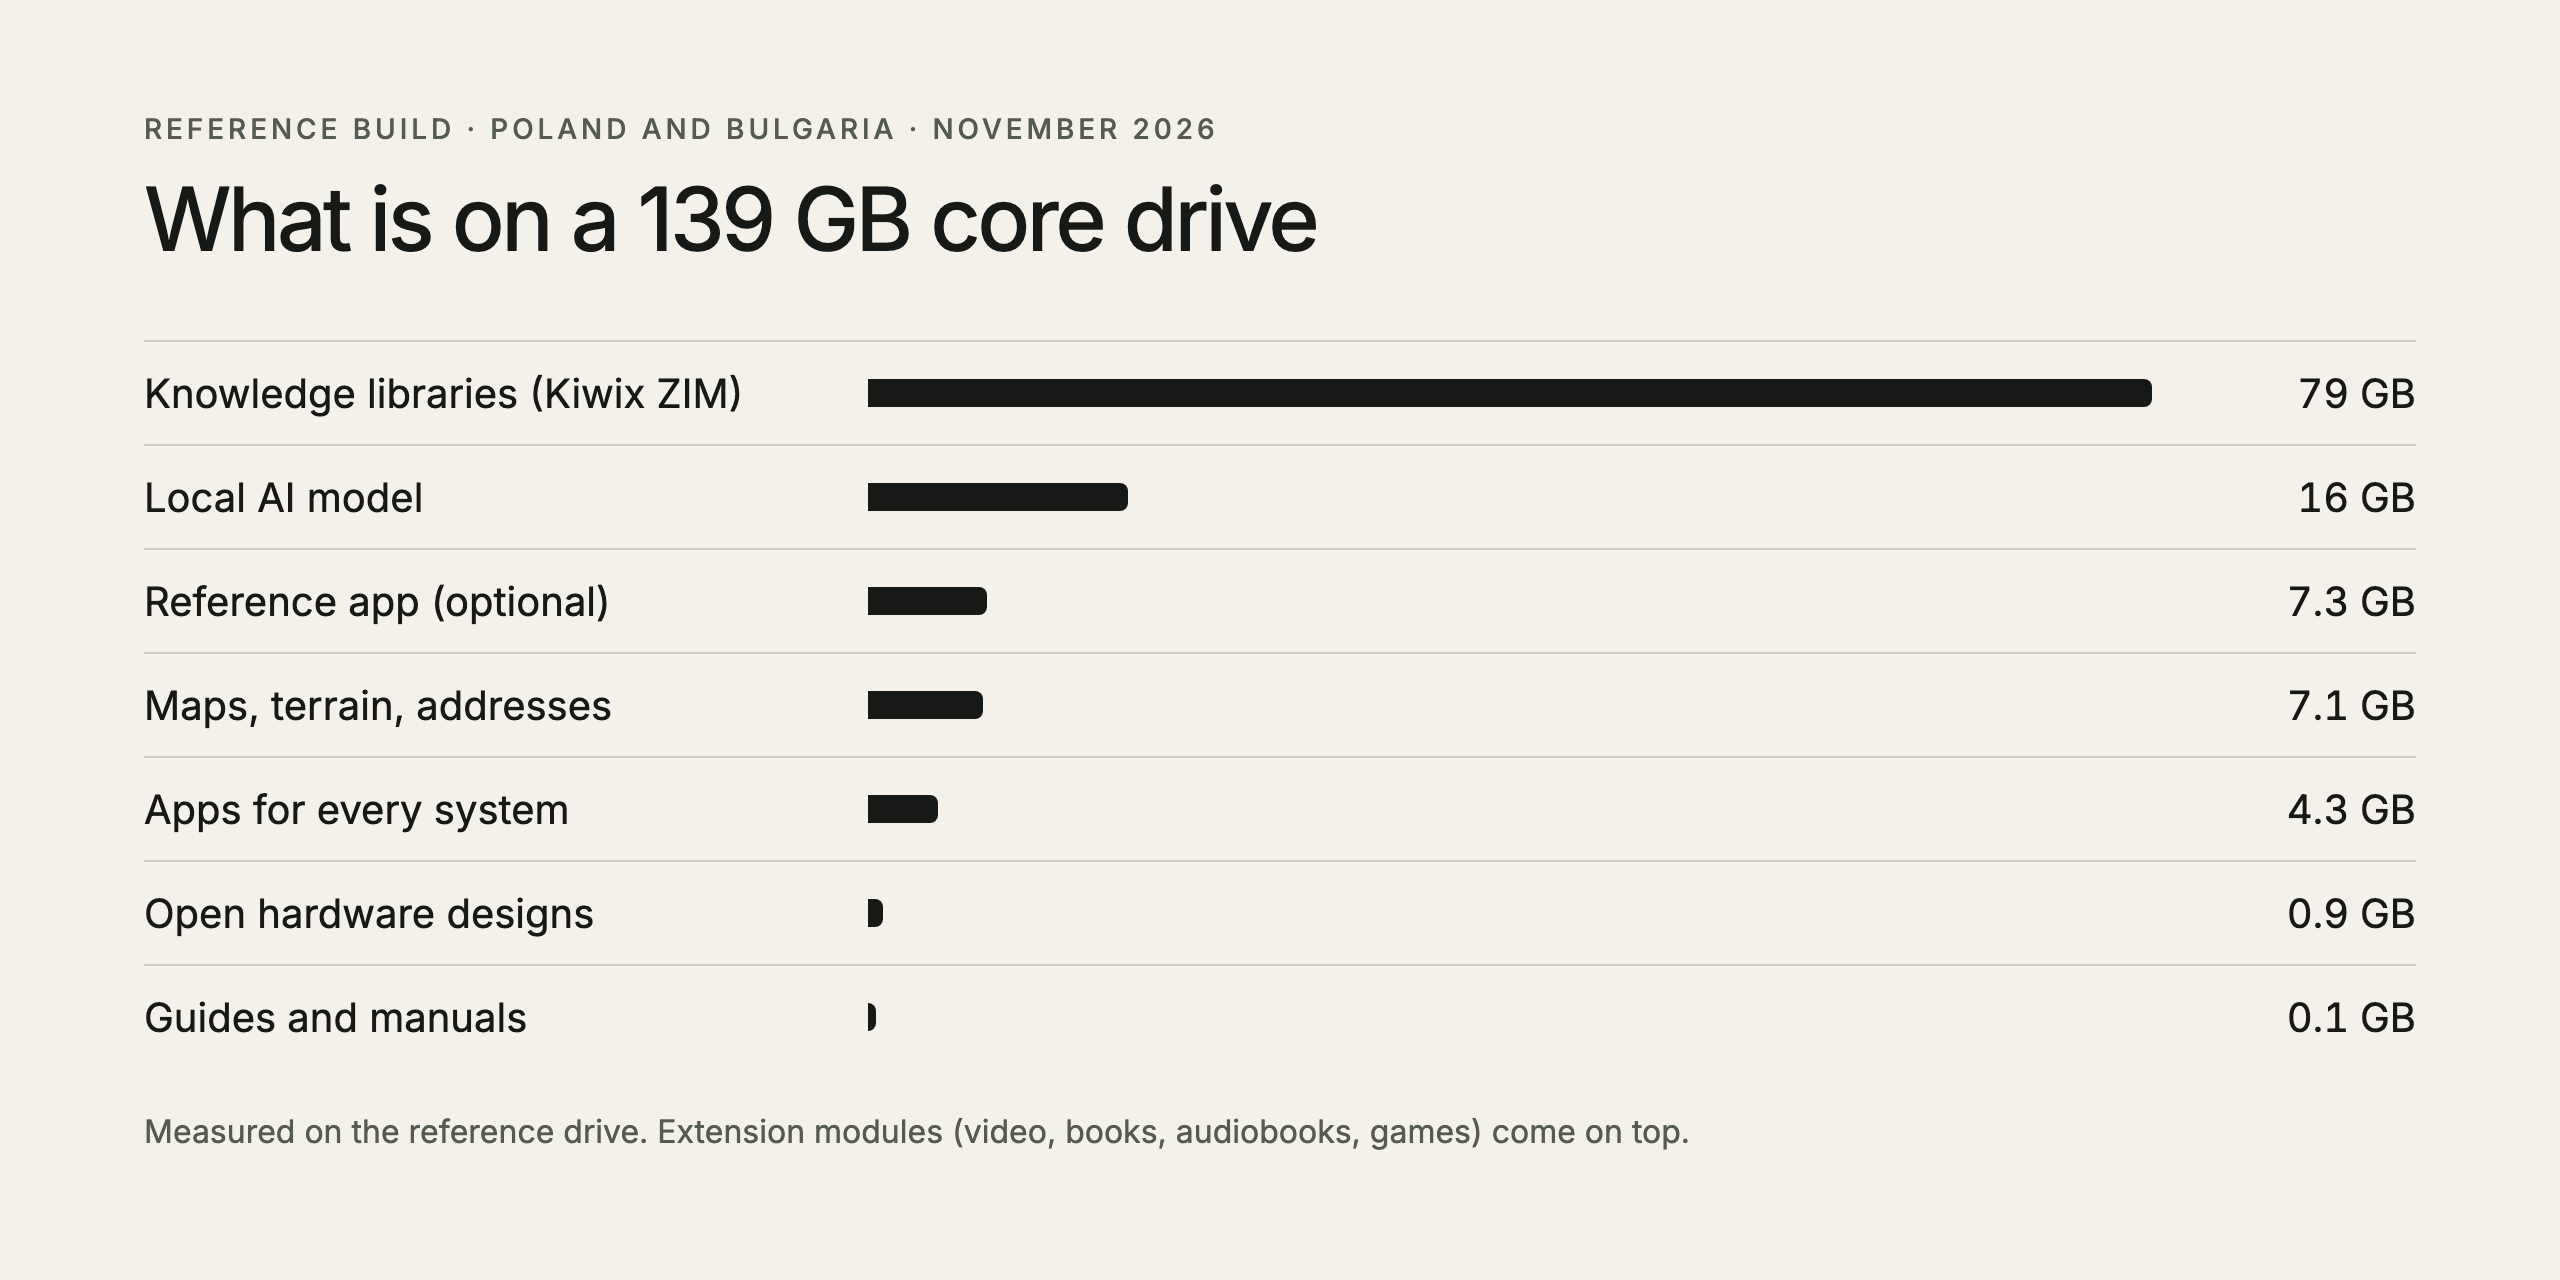 REFERENCE BUILD · POLAND AND BULGARIA · NOVEMBER 2026
What is on a 139 GB core drive
Knowledge libraries (Kiwix ZIM) 79 GB
Local AI model 16 GB
Reference app (optional) 7.3 GB
Maps, terrain, addresses 7.1 GB
Apps for every system 4.3 GB
Open hardware designs 0.9 GB
Guides and manuals 0.1 GB
Measured on the reference drive. Extension modules (video, books, audiobooks, games) come on top.